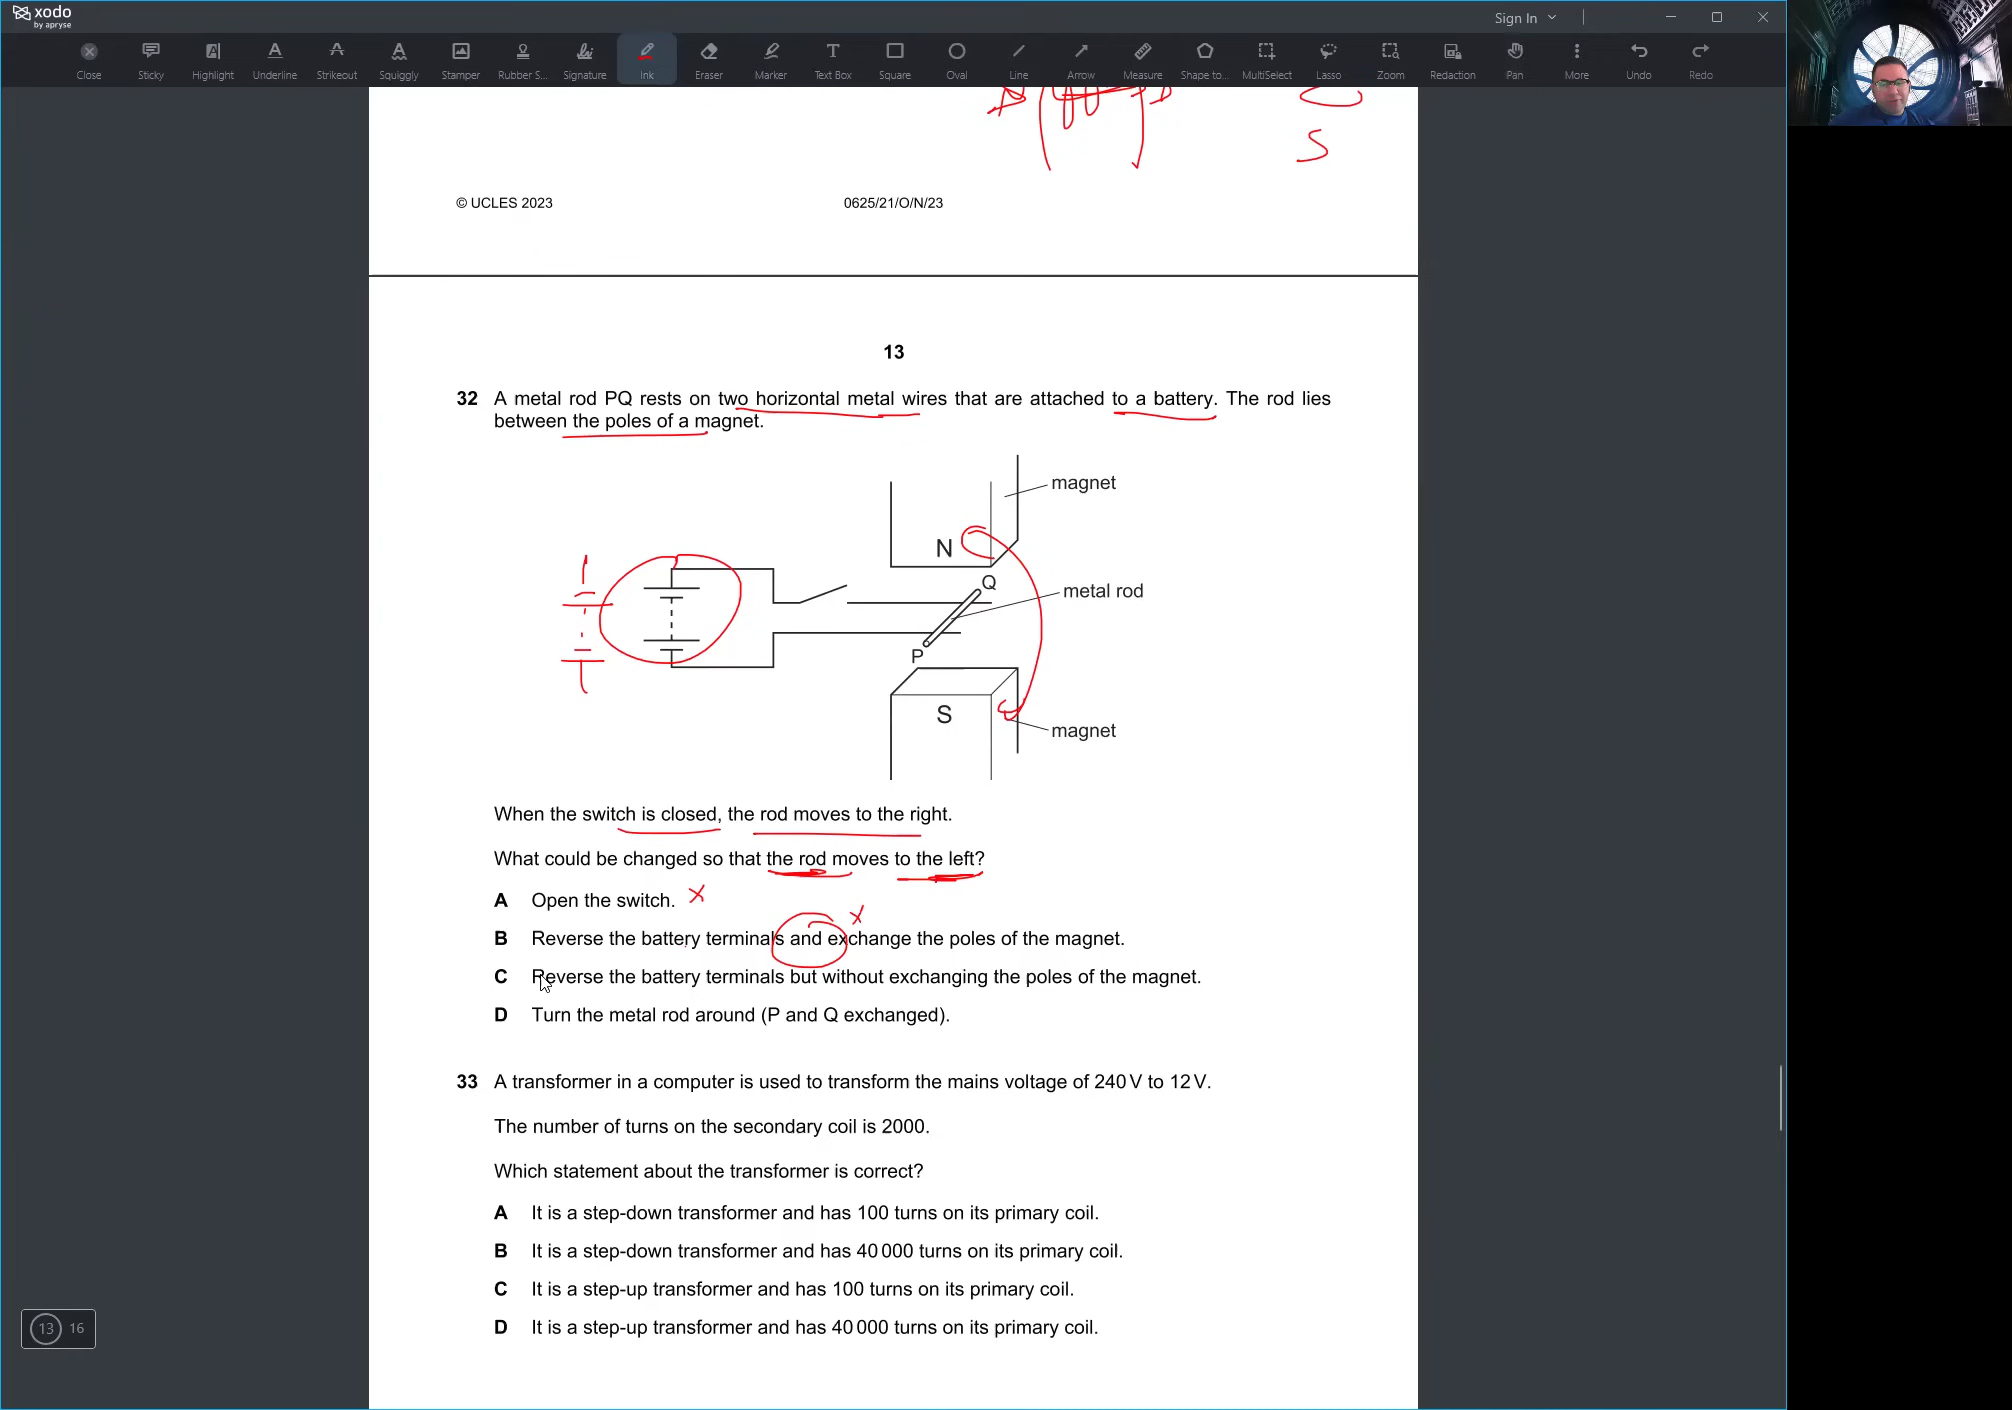 xodo
by apryse
Sign In
Close Sticky Highlight Underline Strikeout Squiggly Stamper Rubber S... Signature Ink Eraser Marker Text Box Square Oval Line Arrow Measure Shape to... MultiSelect Lasso Zoom Redaction Pan More Undo Redo
S
© UCLES 2023 0625/21/O/N/23
13
32 A metal rod PQ rests on two horizontal metal wires that are attached to a battery. The rod lies
between the poles of a magnet.
magnet
N
Q
metal rod
P
S
magnet
When the switch is closed, the rod moves to the right.
What could be changed so that the rod moves to the left?
A Open the switch. x
B Reverse the battery terminals and exchange the poles of the magnet. x
C Reverse the battery terminals but without exchanging the poles of the magnet.
D Turn the metal rod around (P and Q exchanged).
33 A transformer in a computer is used to transform the mains voltage of 240 V to 12 V.
The number of turns on the secondary coil is 2000.
Which statement about the transformer is correct?
A It is a step-down transformer and has 100 turns on its primary coil.
B It is a step-down transformer and has 40 000 turns on its primary coil.
C It is a step-up transformer and has 100 turns on its primary coil.
D It is a step-up transformer and has 40 000 turns on its primary coil.
13 16